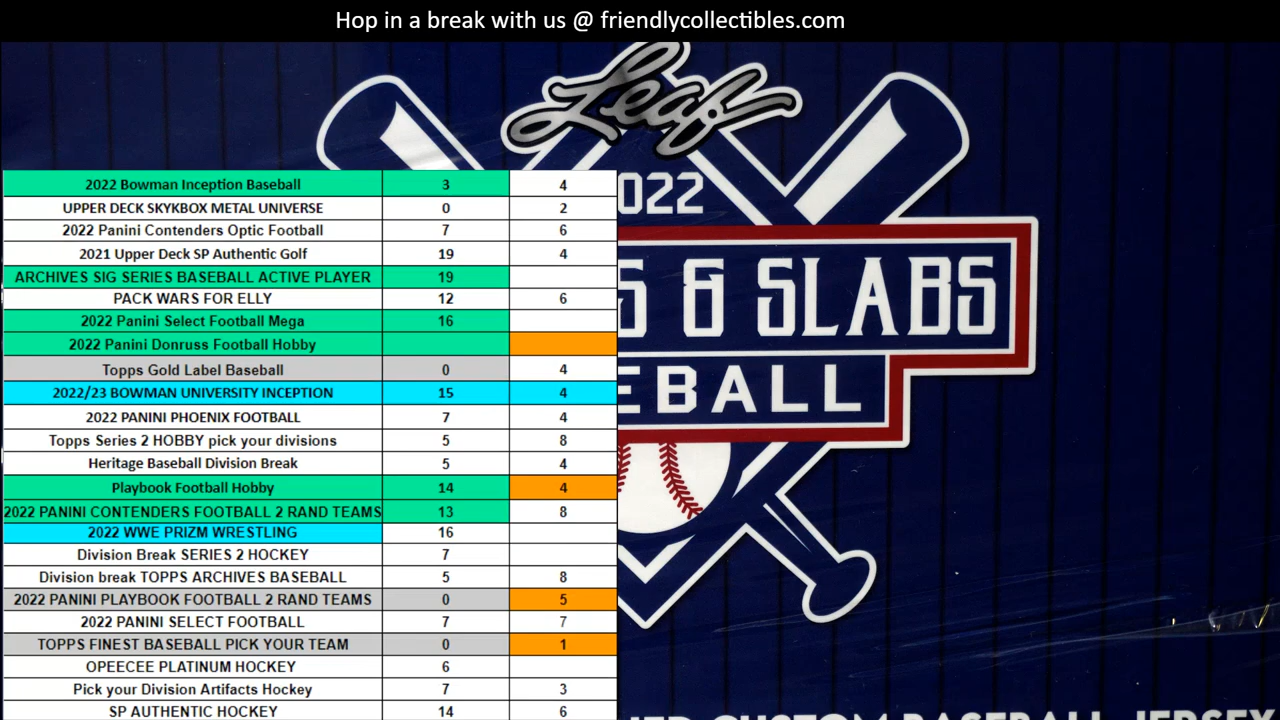 Hop in a break with us @ friendlycollectibles.com
Leaf
2022 Bowman Inception Baseball 3 4
UPPER DECK SKYKBOX METAL UNIVERSE 0 2
2022 Panini Contenders Optic Football 7 6
2021 Upper Deck SP Authentic Golf 19 4
ARCHIVES SIG SERIES BASEBALL ACTIVE PLAYER 19
PACK WARS FOR ELLY 12 6
2022 Panini Select Football Mega 16
2022 Panini Donruss Football Hobby
Topps Gold Label Baseball 0 4
2022/23 BOWMAN UNIVERSITY INCEPTION 15 4
2022 PANINI PHOENIX FOOTBALL 7 4
Topps Series 2 HOBBY pick your divisions 5 8
Heritage Baseball Division Break 5 4
Playbook Football Hobby 14 4
2022 PANINI CONTENDERS FOOTBALL 2 RAND TEAMS 13 8
2022 WWE PRIZM WRESTLING 16
Division Break SERIES 2 HOCKEY 7
Division break TOPPS ARCHIVES BASEBALL 5 8
2022 PANINI PLAYBOOK FOOTBALL 2 RAND TEAMS 0 5
2022 PANINI SELECT FOOTBALL 7 7
TOPPS FINEST BASEBALL PICK YOUR TEAM 0 1
OPEECEE PLATINUM HOCKEY 6
Pick your Division Artifacts Hockey 7 3
SP AUTHENTIC HOCKEY 14 6
022
S & SLABS
EBALL
CUSTOM BASEBALL JERSEY